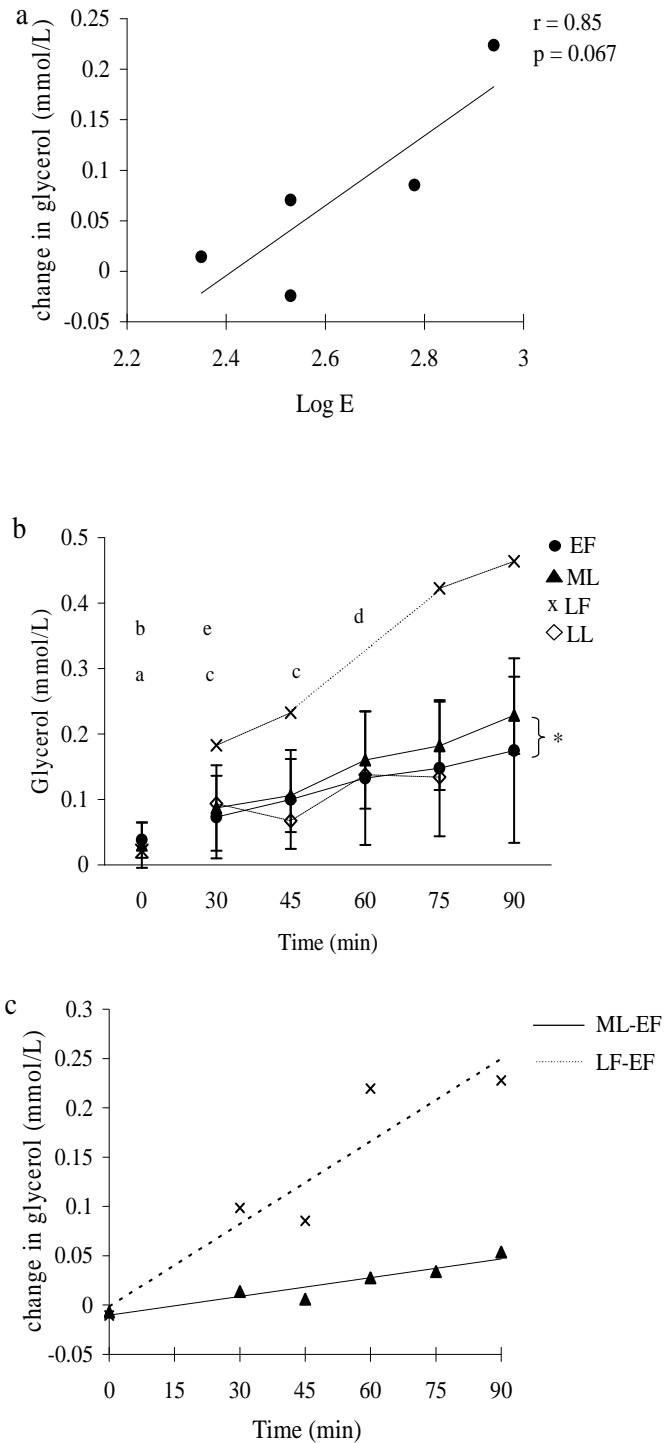 a
r = 0.85
p = 0.067
change in glycerol (mmol/L)
0.25
0.2
0.15
0.1
0.05
0
-0.05
2.2 2.4 2.6 2.8 3
Log E
b
EF
ML
x LF
LL
Glycerol (mmol/L)
0.5
0.4
0.3
0.2
0.1
0
b e d
a c c
*
0 30 45 60 75 90
Time (min)
c
ML-EF
LF-EF
change in glycerol (mmol/L)
0.3
0.25
0.2
0.15
0.1
0.05
0
-0.05
0 15 30 45 60 75 90
Time (min)